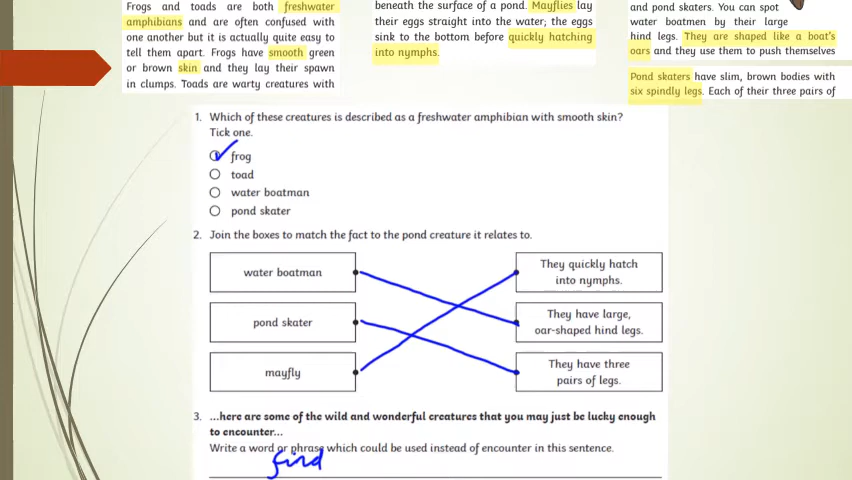 Frogs and toads are both freshwater
amphibians and are often confused with
one another but it is actually quite easy to
tell them apart. Frogs have smooth green
or brown skin and they lay their spawn
in clumps. Toads are warty creatures with
beneath the surface of a pond. Mayflies lay
their eggs straight into the water; the eggs
sink to the bottom before quickly hatching
into nymphs.
and pond skaters. You can spot
water boatmen by their large
hind legs. They are shaped like a boat's
oars and they use them to push themselves
Pond skaters have slim, brown bodies with
six spindly legs. Each of their three pairs of
1. Which of these creatures is described as a freshwater amphibian with smooth skin?
Tick one.
frog
toad
water boatman
pond skater
2. Join the boxes to match the fact to the pond creature it relates to.
water boatman
They quickly hatch
into nymphs.
pond skater
They have large,
oar-shaped hind legs.
mayfly
They have three
pairs of legs.
3. ...here are some of the wild and wonderful creatures that you may just be lucky enough
to encounter...
Write a word or phrase which could be used instead of encounter in this sentence.
find